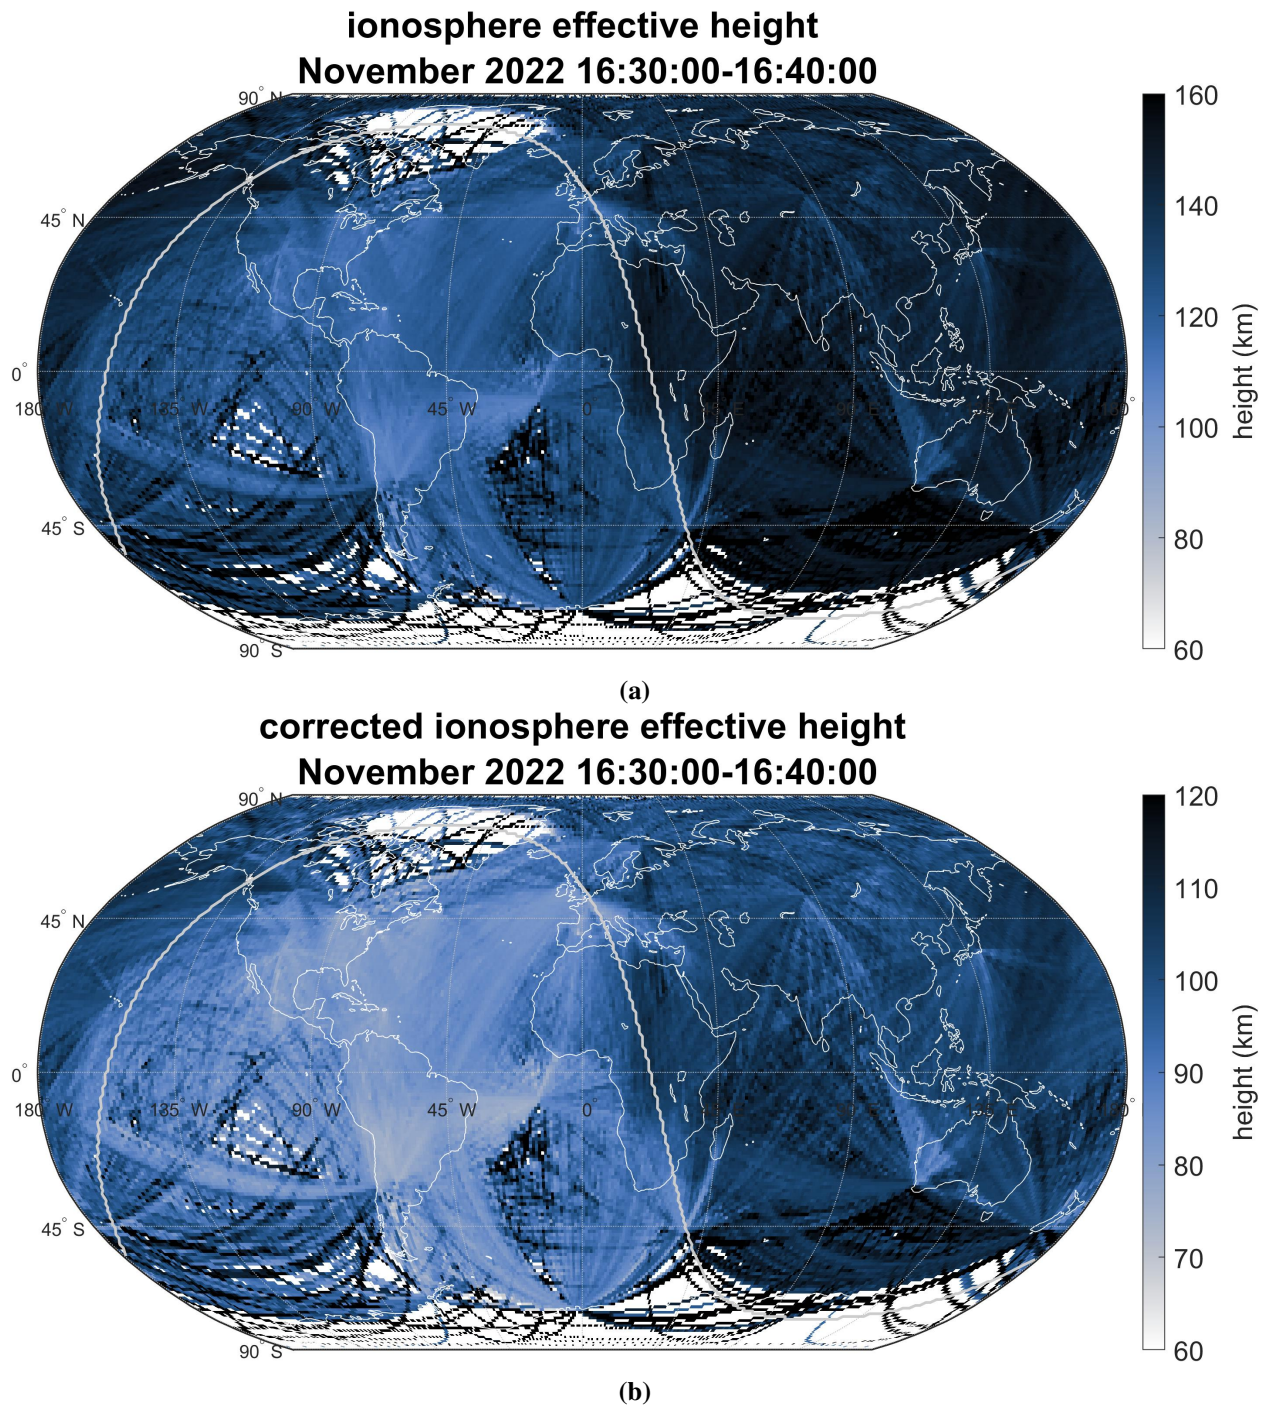 ionosphere effective height
November 2022 16:30:00-16:40:00
90° N
45° N
0°
180° W
135° W
90° W
45° W
0°
45° S
90° S
160
140
120
100
80
60
height (km)
(a)
corrected ionosphere effective height
November 2022 16:30:00-16:40:00
90° N
45° N
0°
180° W
135° W
90° W
45° W
0°
45° S
90° S
120
110
100
90
80
70
60
height (km)
(b)